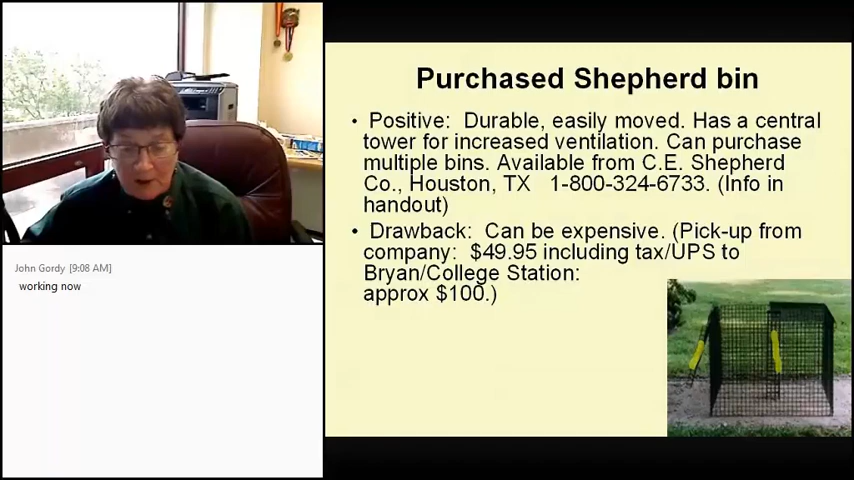 Purchased Shepherd bin
• Positive:  Durable, easily moved. Has a central
tower for increased ventilation. Can purchase
multiple bins. Available from C.E. Shepherd
Co., Houston, TX   1-800-324-6733. (Info in
handout)
• Drawback:  Can be expensive. (Pick-up from
company:  $49.95 including tax/UPS to
Bryan/College Station:
approx $100.)
John Gordy [9:08 AM]
working now